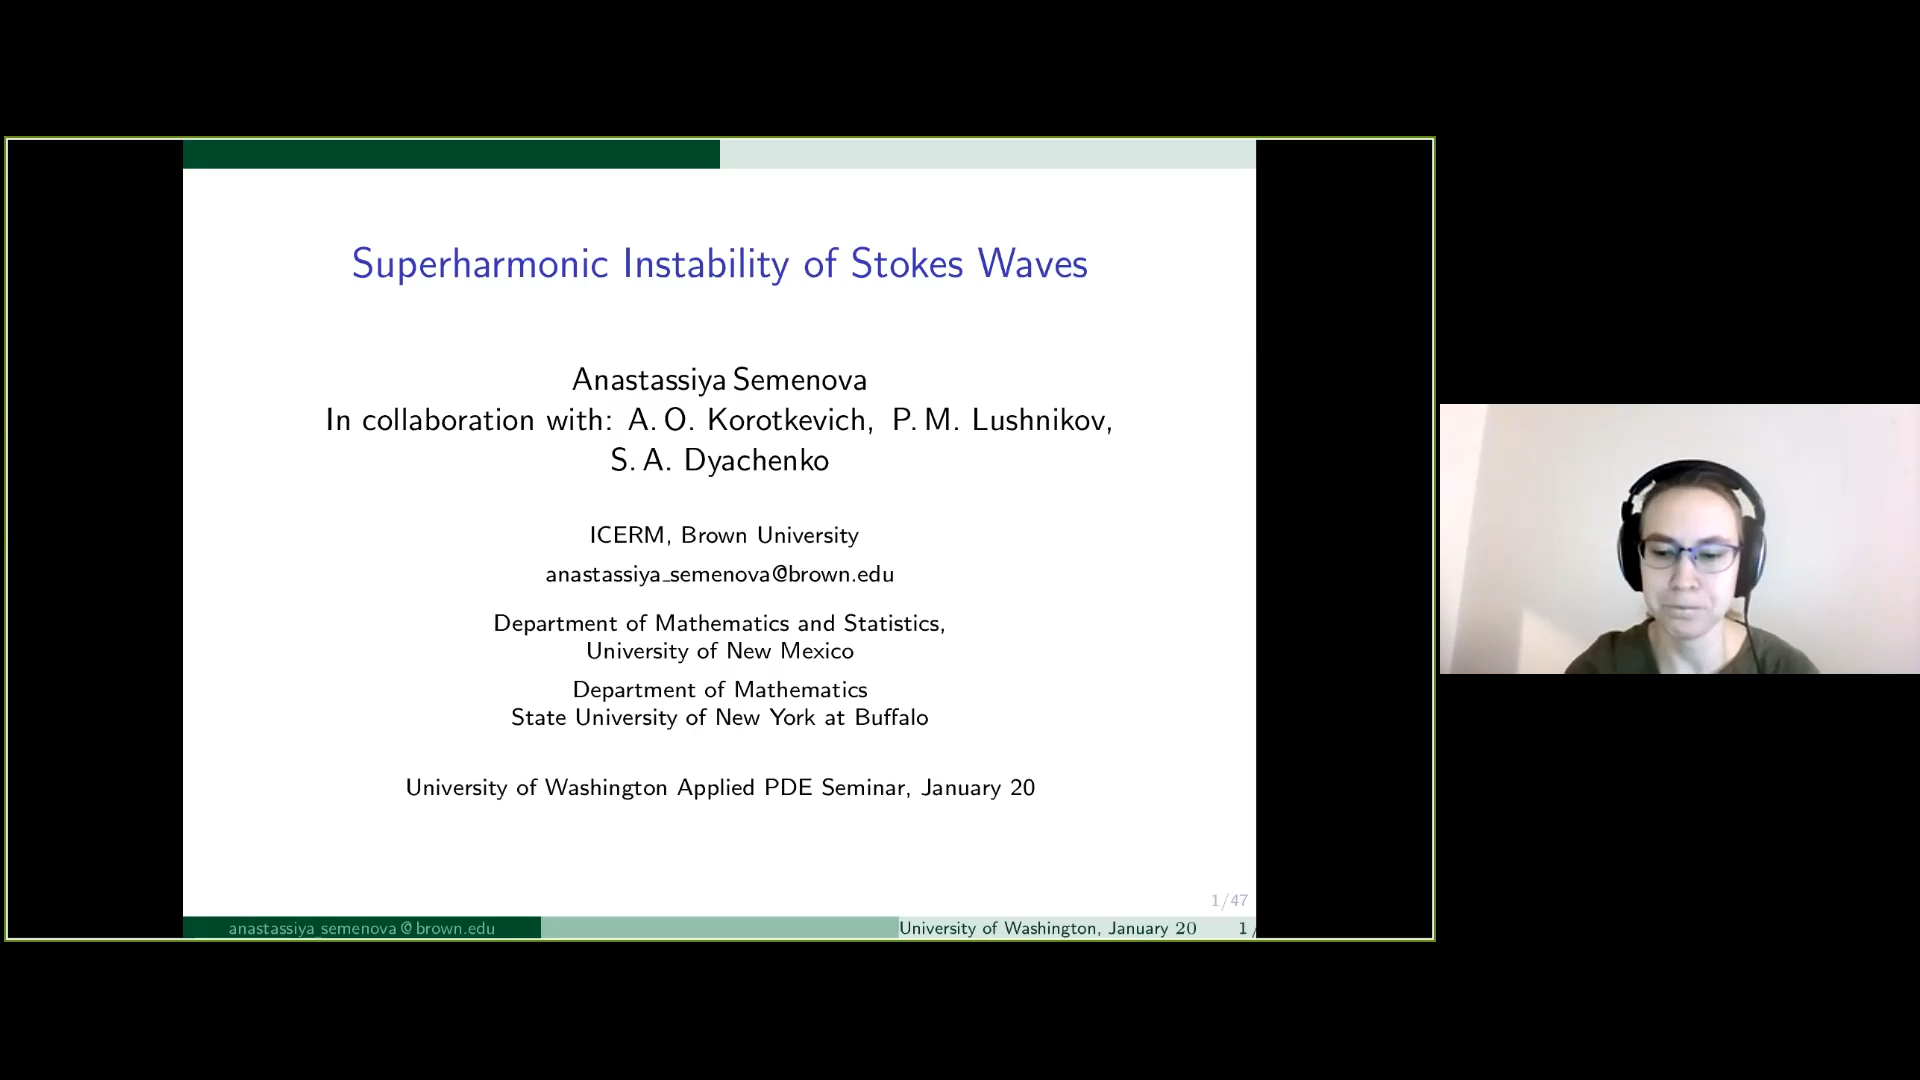 Superharmonic Instability of Stokes Waves
Anastassiya Semenova
In collaboration with: A. O. Korotkevich, P. M. Lushnikov,
S. A. Dyachenko
ICERM, Brown University
anastassiya_semenova@brown.edu
Department of Mathematics and Statistics,
University of New Mexico
Department of Mathematics
State University of New York at Buffalo
University of Washington Applied PDE Seminar, January 20
1/47
anastassiya_semenova @ brown.edu
University of Washington, January 20 1 /